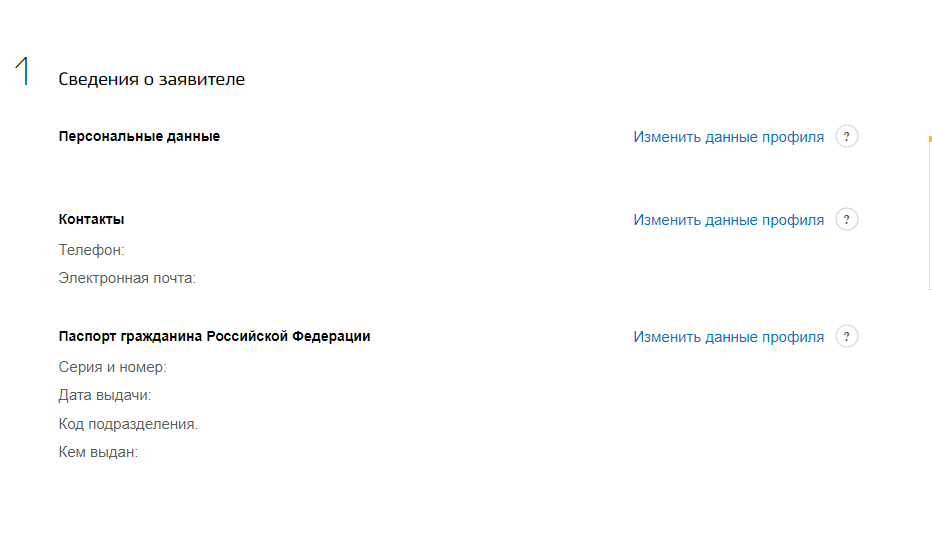 1
Сведения о заявителе
Персональные данные
Изменить данные профиля ?
Контакты
Изменить данные профиля ?
Телефон:
Электронная почта:
Паспорт гражданина Российской Федерации
Изменить данные профиля ?
Серия и номер:
Дата выдачи:
Код подразделения.
Кем выдан: